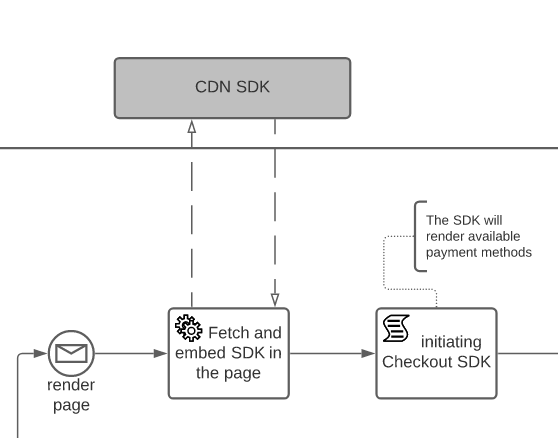 CDN SDK
The SDK will
render available
payment methods
Fetch and
embed SDK in
the page
initiating
Checkout SDK
render
page